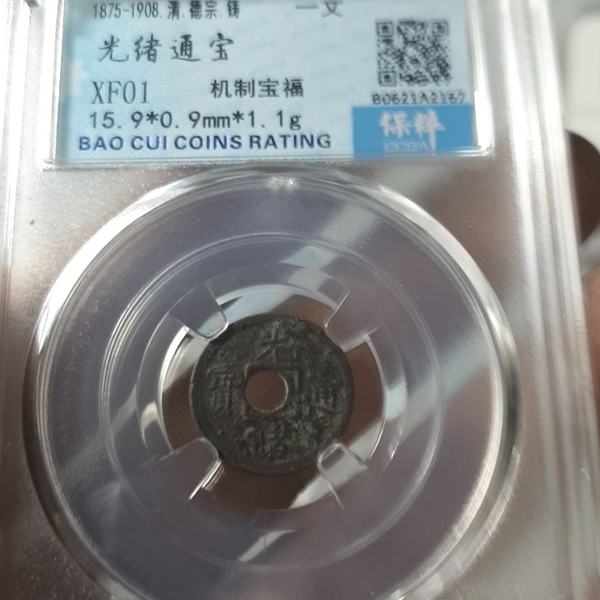 1875-1908.清.德宗.铸 一文
光绪通宝
XF01 机制宝福
B0621A2167
15.9*0.9mm*1.1g
BAO CUI COINS RATING
保粹
光
緒